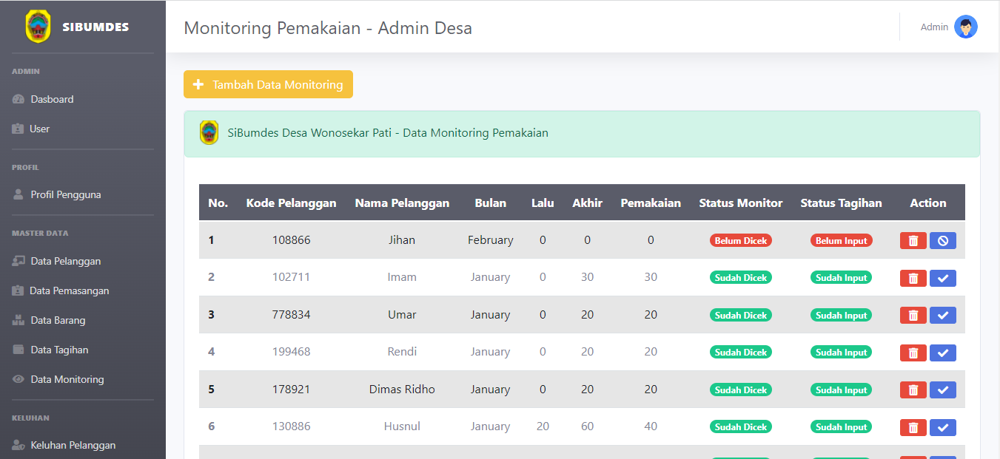 SIBUMDES
Monitoring Pemakaian - Admin Desa
Admin
ADMIN
Dasboard
User
PROFIL
Profil Pengguna
MASTER DATA
Data Pelanggan
Data Pemasangan
Data Barang
Data Tagihan
Data Monitoring
KELUHAN
Keluhan Pelanggan
Tambah Data Monitoring
SiBumdes Desa Wonosekar Pati - Data Monitoring Pemakaian
No. Kode Pelanggan Nama Pelanggan Bulan Lalu Akhir Pemakaian Status Monitor Status Tagihan Action
1 108866 Jihan February 0 0 0 Belum Dicek Belum Input
2 102711 Imam January 0 30 30 Sudah Dicek Sudah Input
3 778834 Umar January 0 20 20 Sudah Dicek Sudah Input
4 199468 Rendi January 0 20 20 Sudah Dicek Sudah Input
5 178921 Dimas Ridho January 0 20 20 Sudah Dicek Sudah Input
6 130886 Husnul January 20 60 40 Sudah Dicek Sudah Input